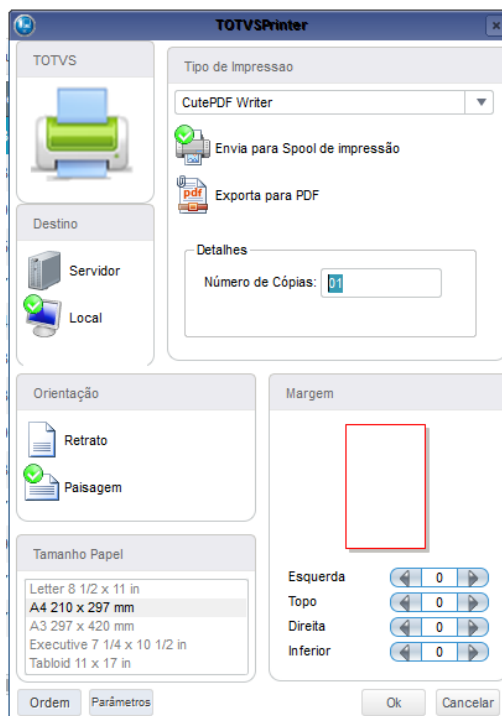 TOTVSPrinter
TOTVS
Tipo de Impressao
CutePDF Writer
Envia para Spool de impressão
pdf
Exporta para PDF
Destino
Servidor
Local
Detalhes
Número de Cópias: 01
Orientação
Retrato
Paisagem
Margem
Tamanho Papel
Letter 8 1/2 x 11 in
A4 210 x 297 mm
A3 297 x 420 mm
Executive 7 1/4 x 10 1/2 in
Tabloid 11 x 17 in
Esquerda 0
Topo 0
Direita 0
Inferior 0
Ordem Parâmetros Ok Cancelar